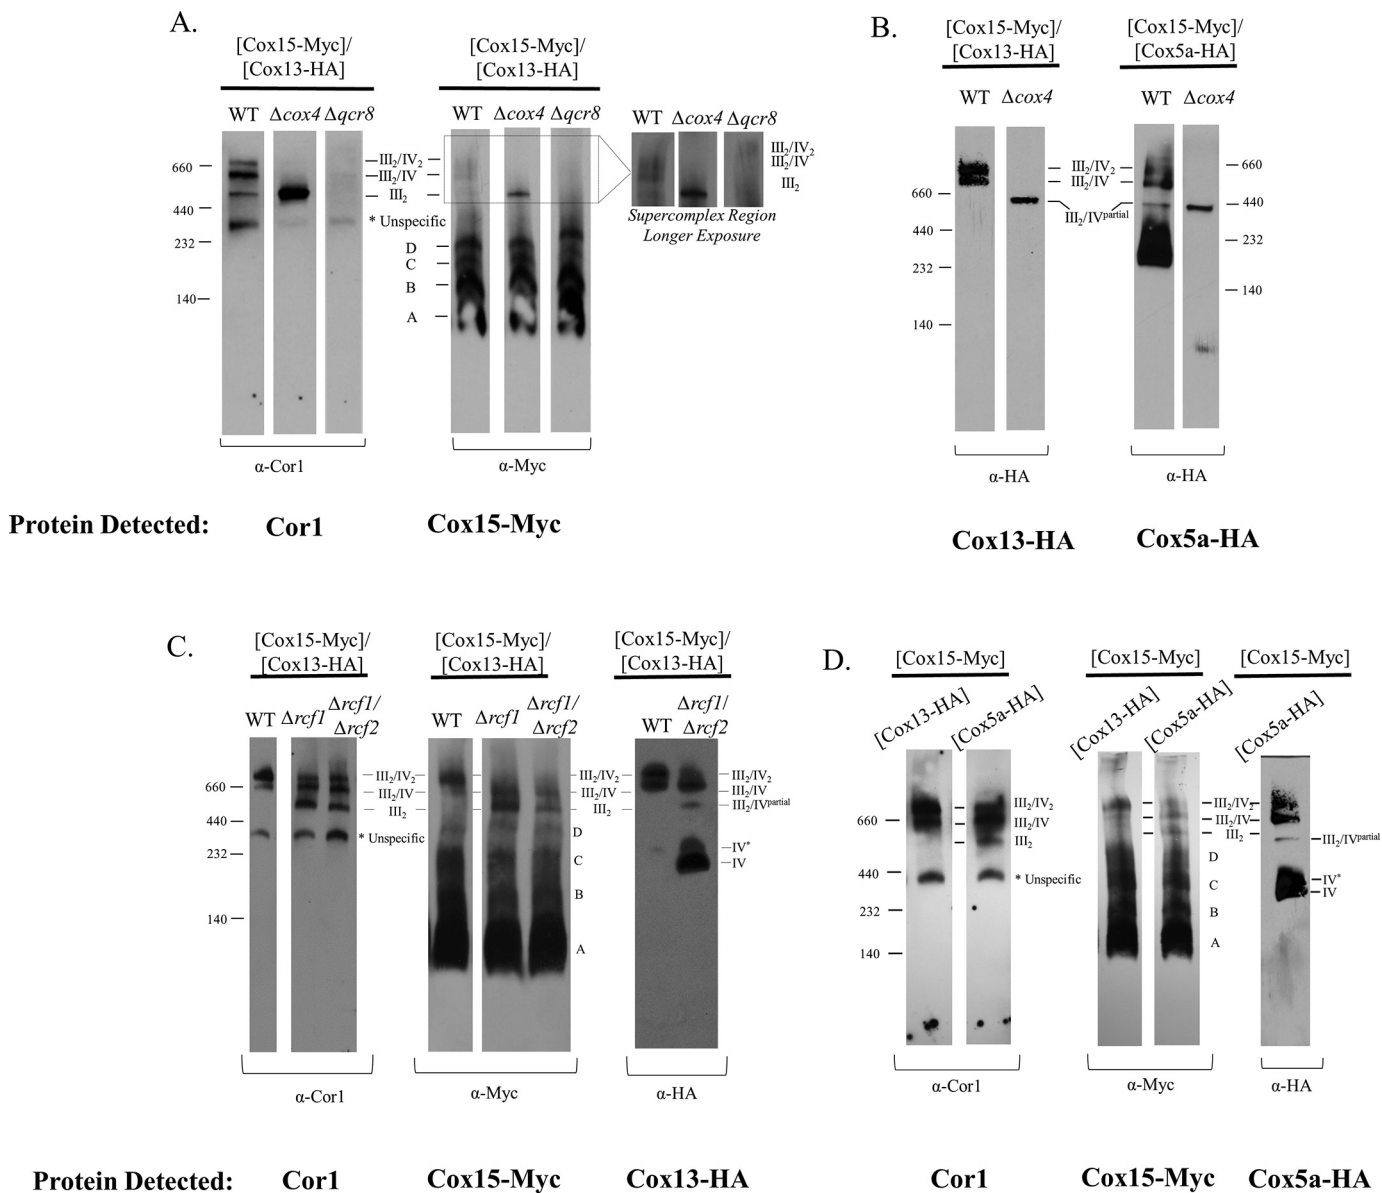 A.
[Cox15-Myc]/
[Cox13-HA]
WT Δcox4 Δqcr8
660
440
232
140
III2/IV2
III2/IV
III2
* Unspecific
α-Cor1
[Cox15-Myc]/
[Cox13-HA]
WT Δcox4 Δqcr8
D
C
B
A
α-Myc
WT Δcox4 Δqcr8
III2/IV2
III2/IV
III2
Supercomplex Region
Longer Exposure
Protein Detected: Cor1 Cox15-Myc
B.
[Cox15-Myc]/
[Cox13-HA]
WT Δcox4
660
440
232
140
III2/IV2
III2/IV
III2/IVpartial
α-HA
[Cox15-Myc]/
[Cox5a-HA]
WT Δcox4
660
440
232
140
α-HA
Cox13-HA Cox5a-HA
C.
[Cox15-Myc]/
[Cox13-HA]
WT Δrcf1 Δrcf1/
Δrcf2
660
440
232
140
III2/IV2
III2/IV
III2
* Unspecific
α-Cor1
[Cox15-Myc]/
[Cox13-HA]
WT Δrcf1 Δrcf1/
Δrcf2
III2/IV2
III2/IV
III2
D
C
B
A
α-Myc
[Cox15-Myc]/
[Cox13-HA]
WT Δrcf1/
Δrcf2
III2/IV2
III2/IV
III2/IVpartial
IV*
IV
α-HA
Protein Detected: Cor1 Cox15-Myc Cox13-HA
D.
[Cox15-Myc]
[Cox13-HA]
[Cox5a-HA]
660
440
232
140
III2/IV2
III2/IV
III2
* Unspecific
α-Cor1
[Cox15-Myc]
[Cox13-HA]
[Cox5a-HA]
III2/IV2
III2/IV
III2
D
C
B
A
α-Myc
[Cox15-Myc]
[Cox5a-HA]
III2/IVpartial
IV*
IV
α-HA
Cor1 Cox15-Myc Cox5a-HA